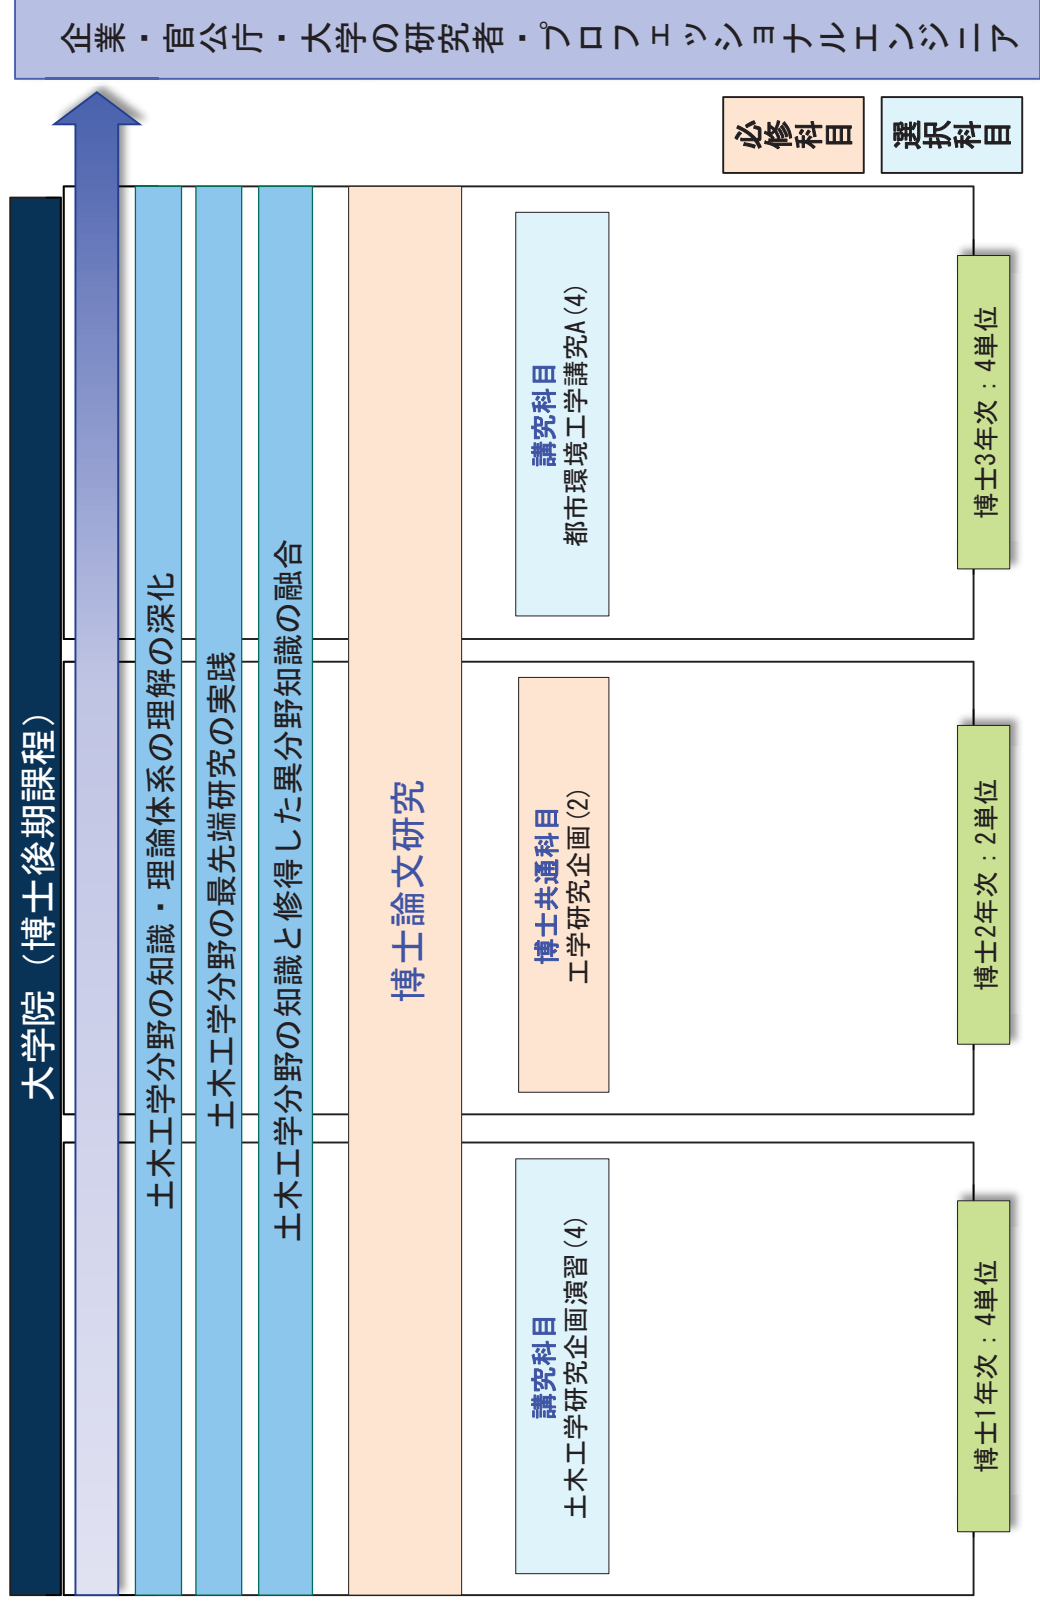 大学院（博士後期課程）
土木工学分野の知識・理論体系の理解の深化
土木工学分野の最先端研究の実践
土木工学分野の知識と修得した異分野知識の融合
博士論文研究
講究科目
土木工学研究企画演習(4)
博士共通科目
工学研究企画(2)
講究科目
都市環境工学講究A(4)
博士1年次：4単位
博士2年次：2単位
博士3年次：4単位
企業・官公庁・大学の研究者・プロフェッショナルエンジニア
必修科目
選択科目